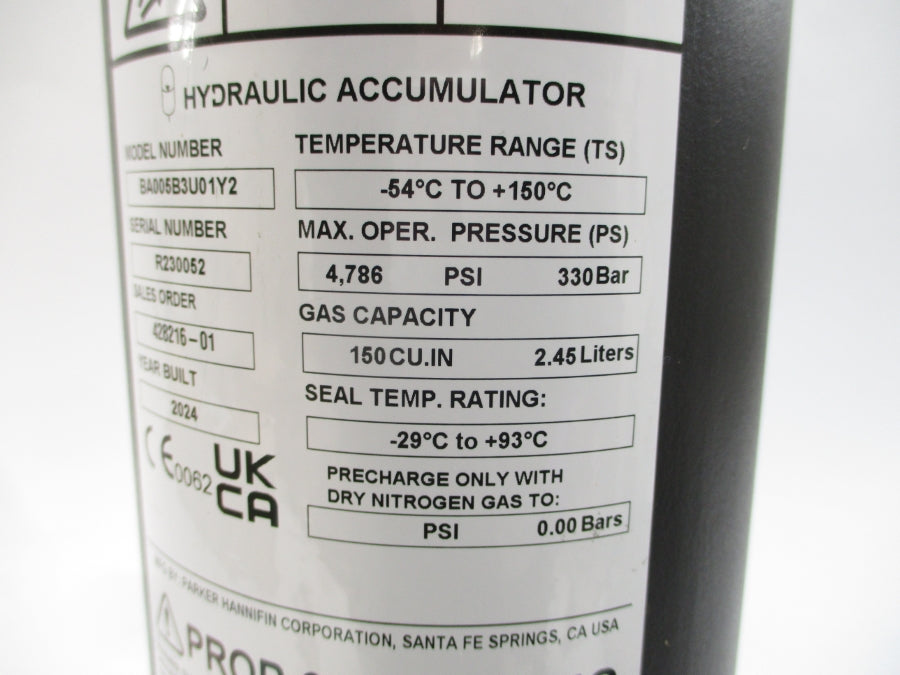 HYDRAULIC ACCUMULATOR
MODEL NUMBER
BA005B3U01Y2
SERIAL NUMBER
R230052
SALES ORDER
428216-01
YEAR BUILT
2024
CE 0062
UK
CA
TEMPERATURE RANGE (TS)
-54°C TO +150°C
MAX. OPER. PRESSURE (PS)
4,786 PSI 330 Bar
GAS CAPACITY
150 CU.IN 2.45 Liters
SEAL TEMP. RATING:
-29°C to +93°C
PRECHARGE ONLY WITH
DRY NITROGEN GAS TO:
PSI 0.00 Bars
MFG BY: PARKER HANNIFIN CORPORATION, SANTA FE SPRINGS, CA USA